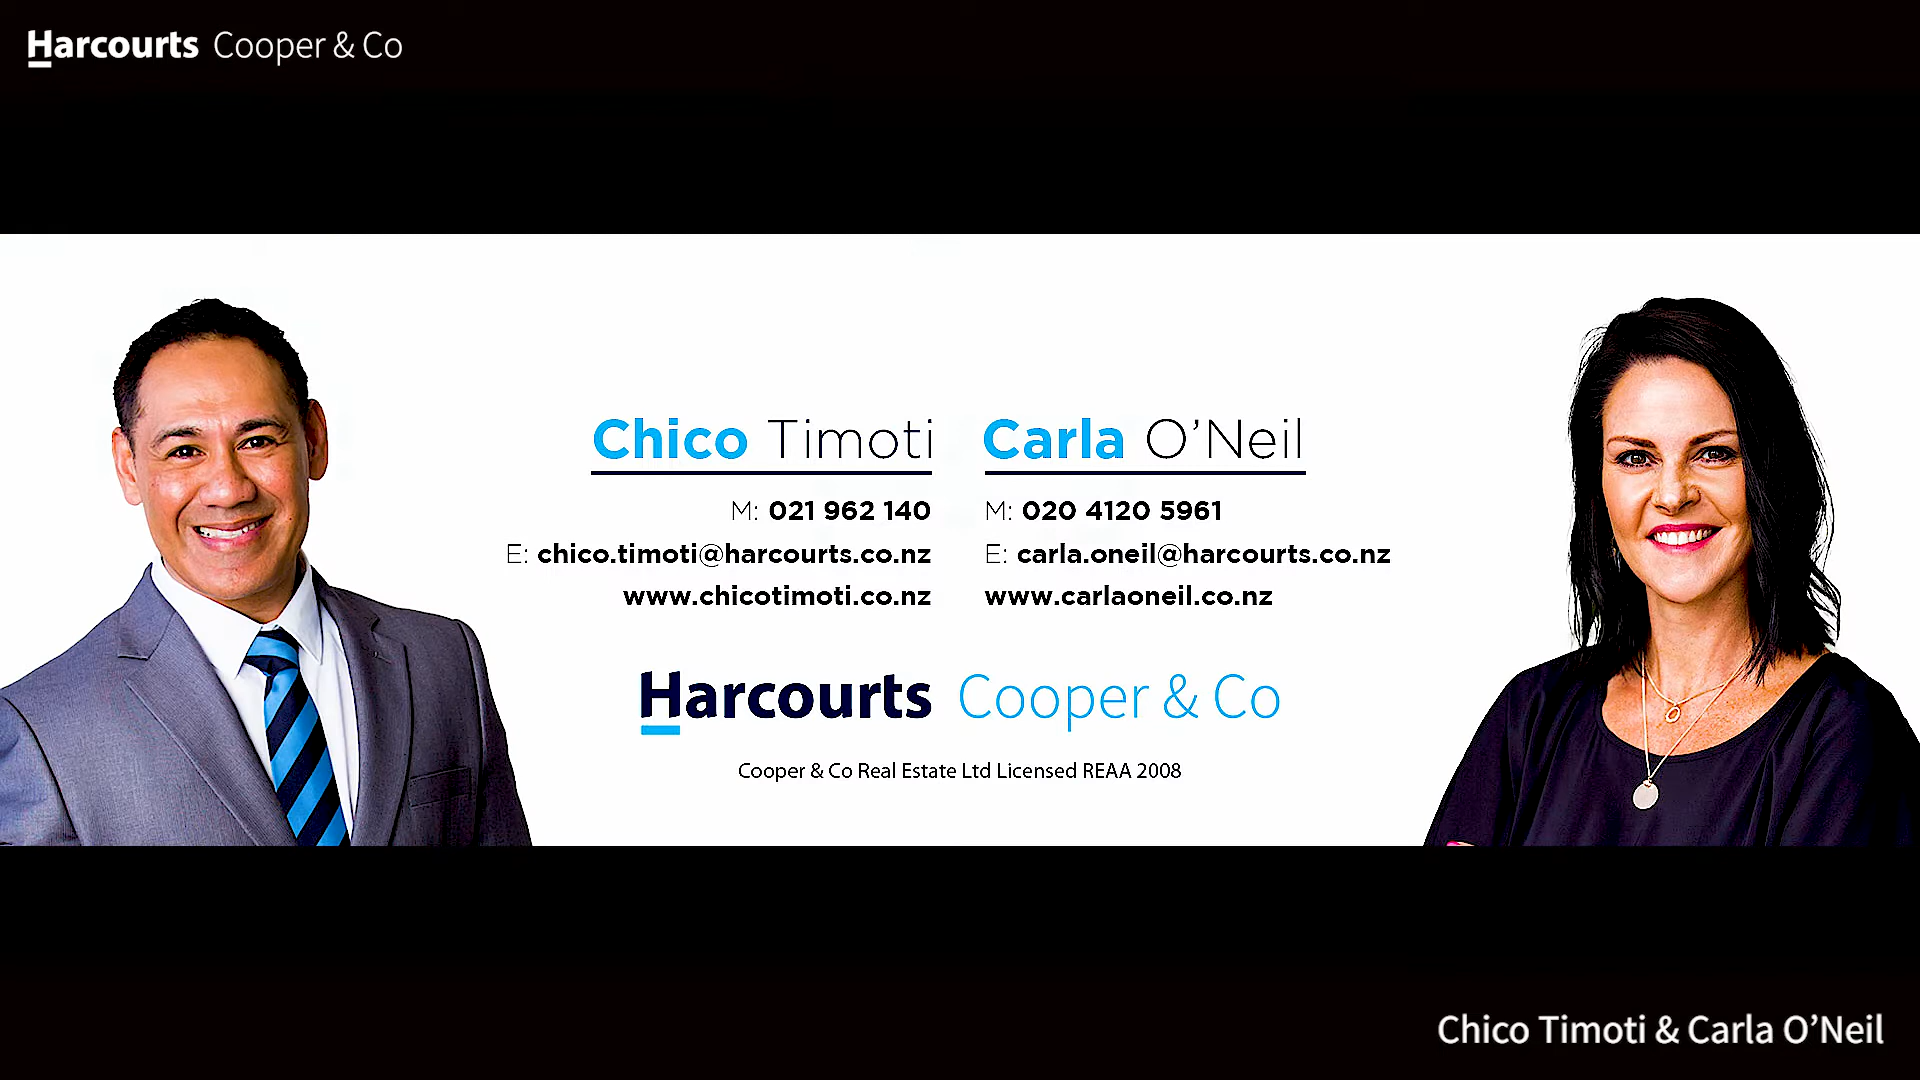 Harcourts Cooper & Co
Chico Timoti
M: 021 962 140
E: chico.timoti@harcourts.co.nz
www.chicotimoti.co.nz
Carla O'Neil
M: 020 4120 5961
E: carla.oneil@harcourts.co.nz
www.carlaoneil.co.nz
Harcourts Cooper & Co
Cooper & Co Real Estate Ltd Licensed REAA 2008
Chico Timoti & Carla O'Neil